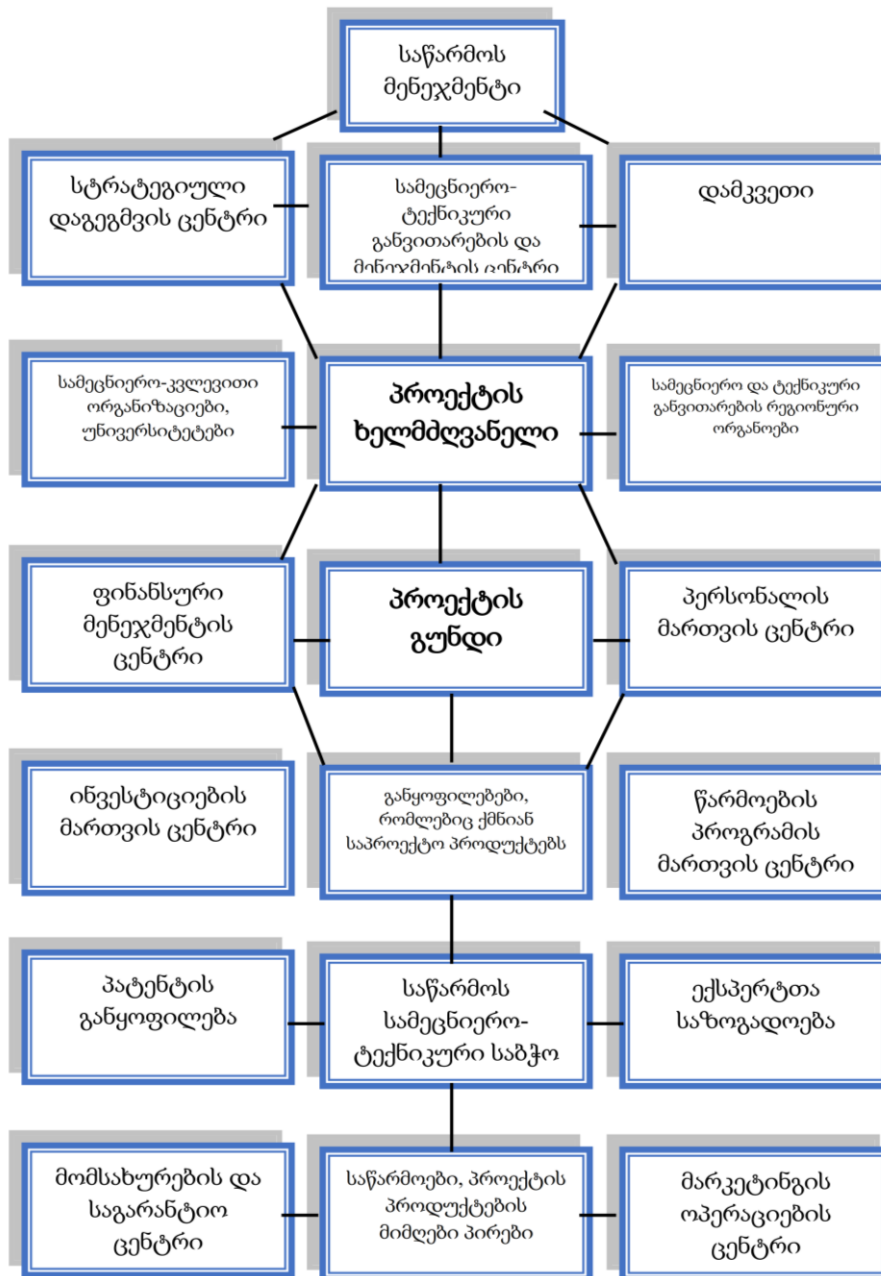 საწარმოს
მენეჯმენტი
სტრატეგიული
დაგეგმვის ცენტრი
სამეცნიერო-
ტექნიკური
განვითარების და
მენეჯმენტის ცენტრი
დამკვეთი
სამეცნიერო-კვლევითი
ორგანიზაციები,
უნივერსიტეტები
პროექტის
ხელმძღვანელი
სამეცნიერო და ტექნიკური
განვითარების რეგიონური
ორგანოები
ფინანსური
მენეჯმენტის
ცენტრი
პროექტის
გუნდი
პერსონალის
მართვის ცენტრი
ინვესტიციების
მართვის ცენტრი
განყოფილებები,
რომლებიც ქმნიან
საპროექტო პროდუქტებს
წარმოების
პროგრამის
მართვის ცენტრი
პატენტის
განყოფილება
საწარმოს
სამეცნიერო-
ტექნიკური საბჭო
ექსპერტთა
საზოგადოება
მომსახურების და
საგარანტიო
ცენტრი
საწარმოები, პროექტის
პროდუქტების
მიმღები პირები
მარკეტინგის
ოპერაციების
ცენტრი